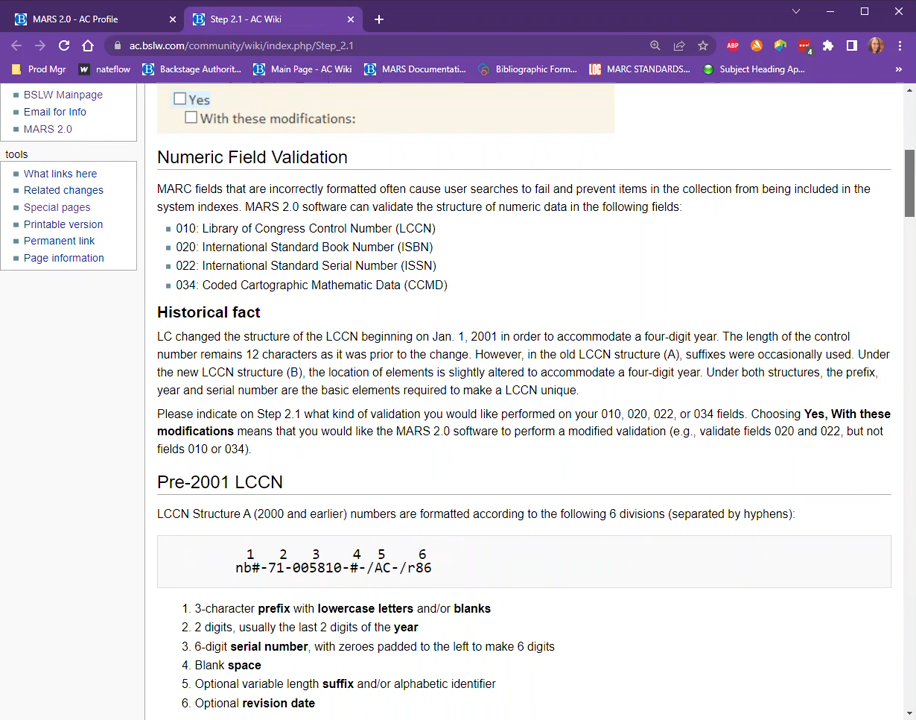 MARS 2.0 - AC Profile
Step 2.1 - AC Wiki
ac.bslw.com/community/wiki/index.php/Step_2.1
ABP
4
Prod Mgr
nateflow
Backstage Authorit...
Main Page - AC Wiki
MARS Documentati...
Bibliographic Form...
MARC STANDARDS...
Subject Heading Ap...
BSLW Mainpage
Email for Info
MARS 2.0
tools
What links here
Related changes
Special pages
Printable version
Permanent link
Page information
Yes
With these modifications:
Numeric Field Validation
MARC fields that are incorrectly formatted often cause user searches to fail and prevent items in the collection from being included in the
system indexes. MARS 2.0 software can validate the structure of numeric data in the following fields:
010: Library of Congress Control Number (LCCN)
020: International Standard Book Number (ISBN)
022: International Standard Serial Number (ISSN)
034: Coded Cartographic Mathematic Data (CCMD)
Historical fact
LC changed the structure of the LCCN beginning on Jan. 1, 2001 in order to accommodate a four-digit year. The length of the control
number remains 12 characters as it was prior to the change. However, in the old LCCN structure (A), suffixes were occasionally used. Under
the new LCCN structure (B), the location of elements is slightly altered to accommodate a four-digit year. Under both structures, the prefix,
year and serial number are the basic elements required to make a LCCN unique.
Please indicate on Step 2.1 what kind of validation you would like performed on your 010, 020, 022, or 034 fields. Choosing Yes, With these
modifications means that you would like the MARS 2.0 software to perform a modified validation (e.g., validate fields 020 and 022, but not
fields 010 or 034).
Pre-2001 LCCN
LCCN Structure A (2000 and earlier) numbers are formatted according to the following 6 divisions (separated by hyphens):
1 2 3 4 5 6
nb#-71-005810-#-/AC-/r86
1. 3-character prefix with lowercase letters and/or blanks
2. 2 digits, usually the last 2 digits of the year
3. 6-digit serial number, with zeroes padded to the left to make 6 digits
4. Blank space
5. Optional variable length suffix and/or alphabetic identifier
6. Optional revision date